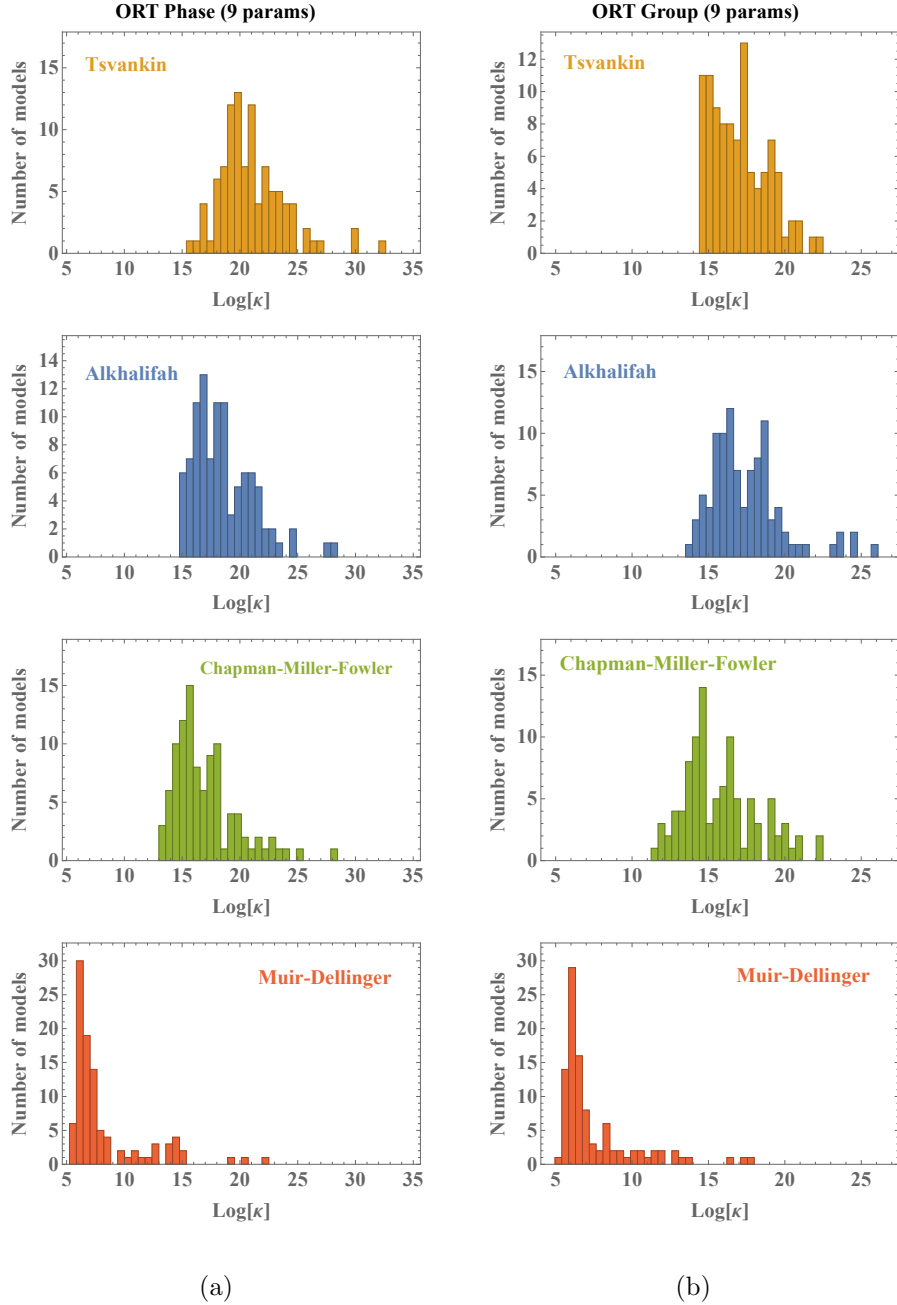 ORT Phase (9 params)
ORT Group (9 params)
Tsvankin
Number of models
0
5
10
15
5 10 15 20 25 30 35
Log[κ]
Tsvankin
Number of models
0
2
4
6
8
10
12
5 10 15 20 25
Log[κ]
Alkhalifah
Number of models
0
2
4
6
8
10
12
14
5 10 15 20 25 30 35
Log[κ]
Alkhalifah
Number of models
0
5
10
15
5 10 15 20 25
Log[κ]
Chapman-Miller-Fowler
Number of models
0
5
10
15
5 10 15 20 25 30 35
Log[κ]
Chapman-Miller-Fowler
Number of models
0
5
10
15
5 10 15 20 25
Log[κ]
Muir-Dellinger
Number of models
0
5
10
15
20
25
30
5 10 15 20 25 30 35
Log[κ]
Muir-Dellinger
Number of models
0
5
10
15
20
25
30
5 10 15 20 25
Log[κ]
(a)
(b)